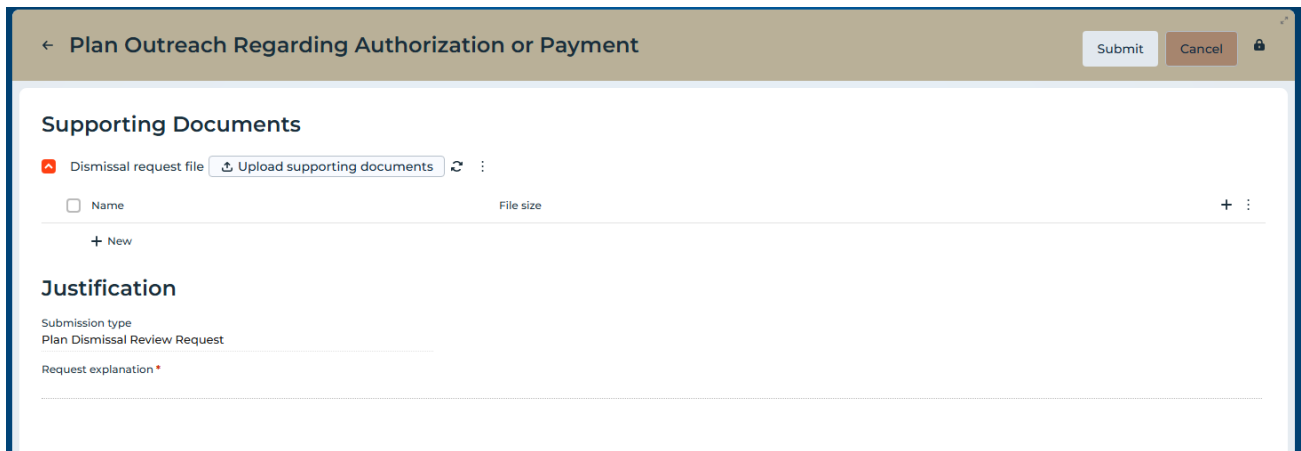 Plan Outreach Regarding Authorization or Payment
Submit
Cancel
Supporting Documents
Dismissal request file
Upload supporting documents
Name
File size
New
Justification
Submission type
Plan Dismissal Review Request
Request explanation *